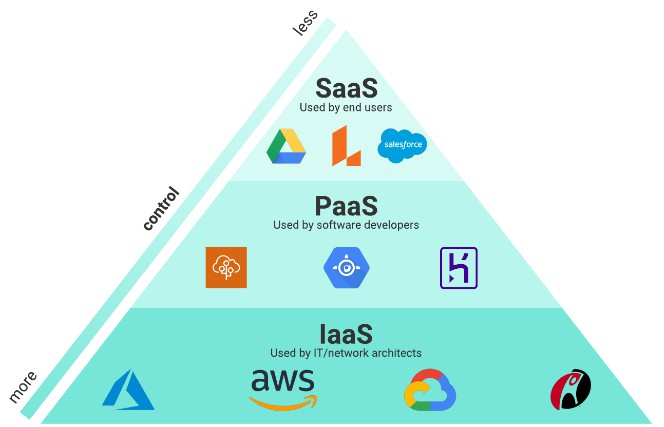 less
SaaS
Used by end users
salesforce
control
PaaS
Used by software developers
IaaS
Used by IT/network architects
more
aws